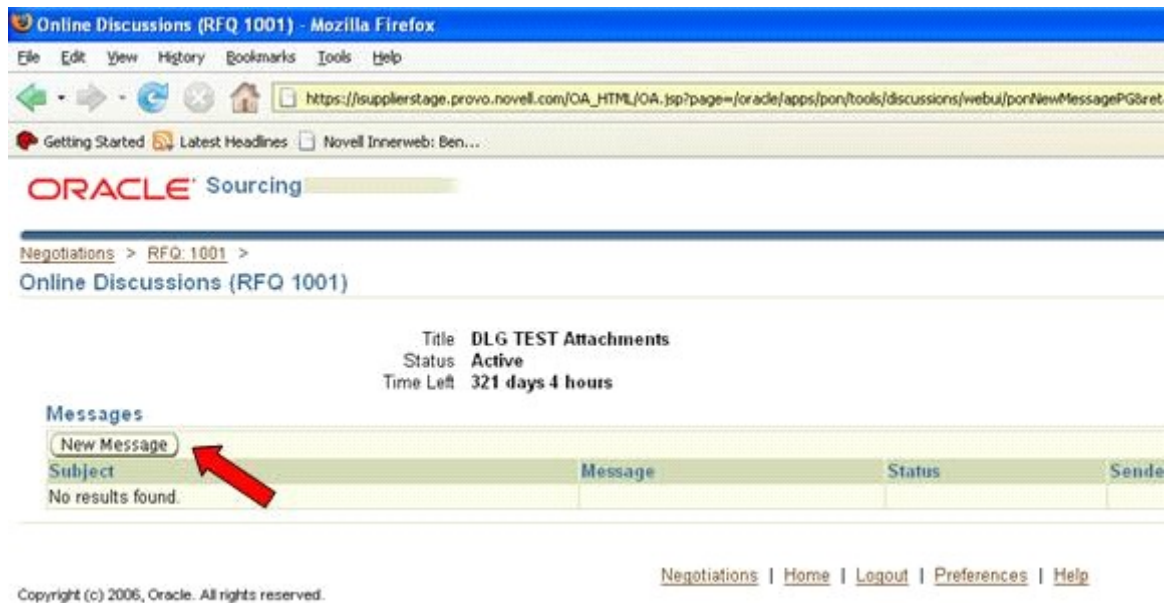 Online Discussions (RFQ 1001) - Mozilla Firefox
File Edit View History Bookmarks Tools Help
https://isupplierstage.provo.novell.com/OA_HTML/OA.jsp?page=/oracle/apps/pon/tools/discussions/webui/ponNewMessagePG&ret
Getting Started Latest Headlines Novell Innerweb: Ben...
ORACLE Sourcing
Negotiations > RFQ: 1001 >
Online Discussions (RFQ 1001)
Title DLG TEST Attachments
Status Active
Time Left 321 days 4 hours
Messages
New Message
Subject Message Status Sende
No results found.
Negotiations | Home | Logout | Preferences | Help
Copyright (c) 2006, Oracle. All rights reserved.